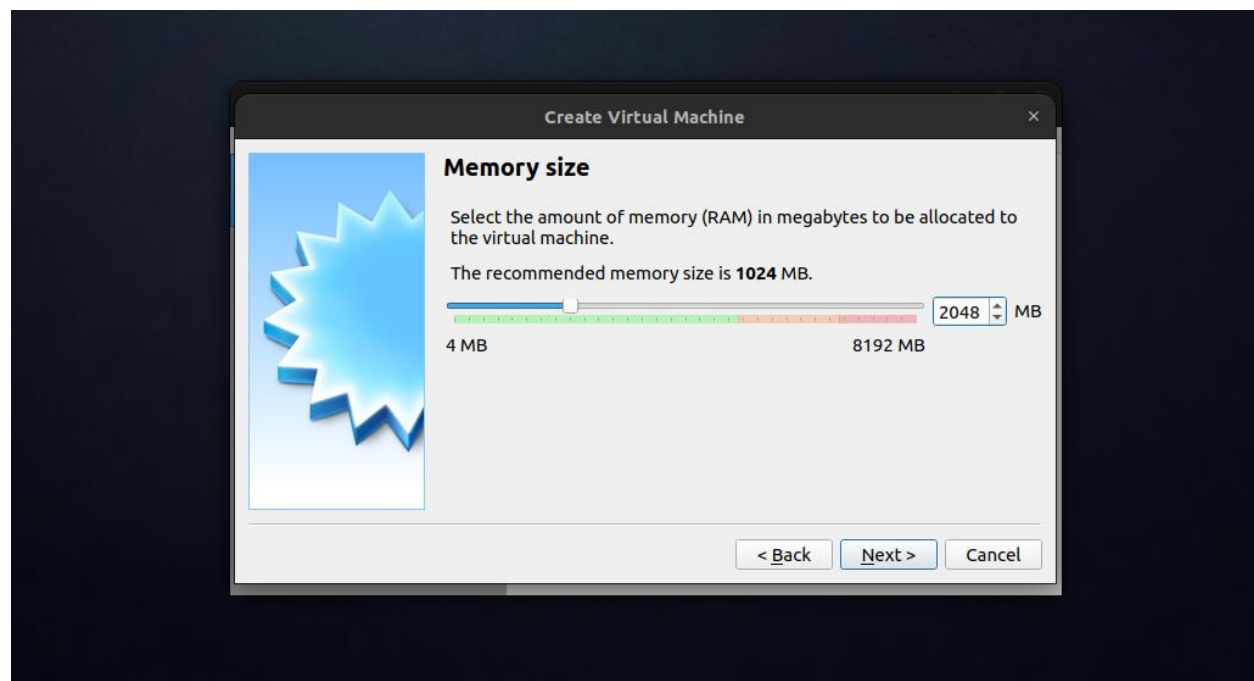 Create Virtual Machine
Memory size
Select the amount of memory (RAM) in megabytes to be allocated to
the virtual machine.
The recommended memory size is 1024 MB.
2048 MB
4 MB 8192 MB
< Back Next > Cancel